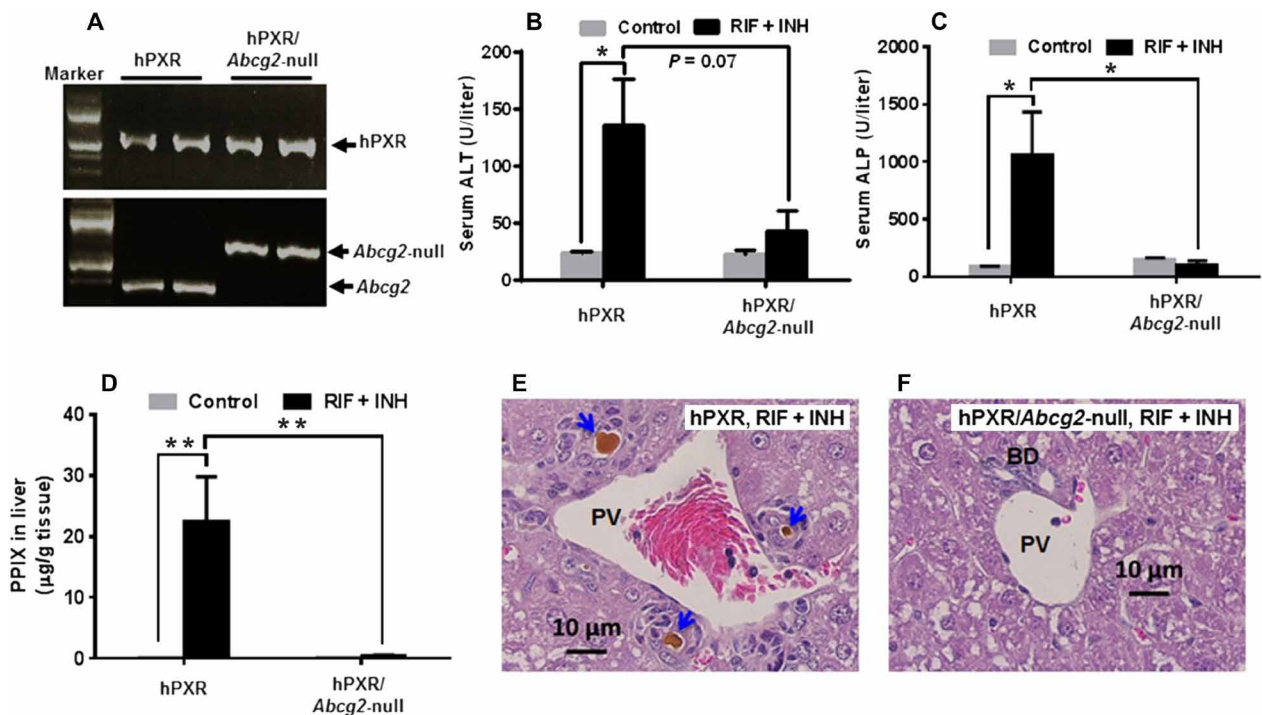 A
Marker
hPXR
hPXR/
Abcg2-null
hPXR
Abcg2-null
Abcg2
B
Control
RIF + INH
Serum ALT (U/liter)
200
150
100
50
0
*
P = 0.07
hPXR
hPXR/
Abcg2-null
C
Control
RIF + INH
Serum ALP (U/liter)
2000
1500
1000
500
0
*
*
hPXR
hPXR/
Abcg2-null
D
Control
RIF + INH
PPIX in liver
(µg/g tissue)
40
30
20
10
0
**
**
hPXR
hPXR/
Abcg2-null
E
hPXR, RIF + INH
PV
10 µm
F
hPXR/Abcg2-null, RIF + INH
BD
PV
10 µm